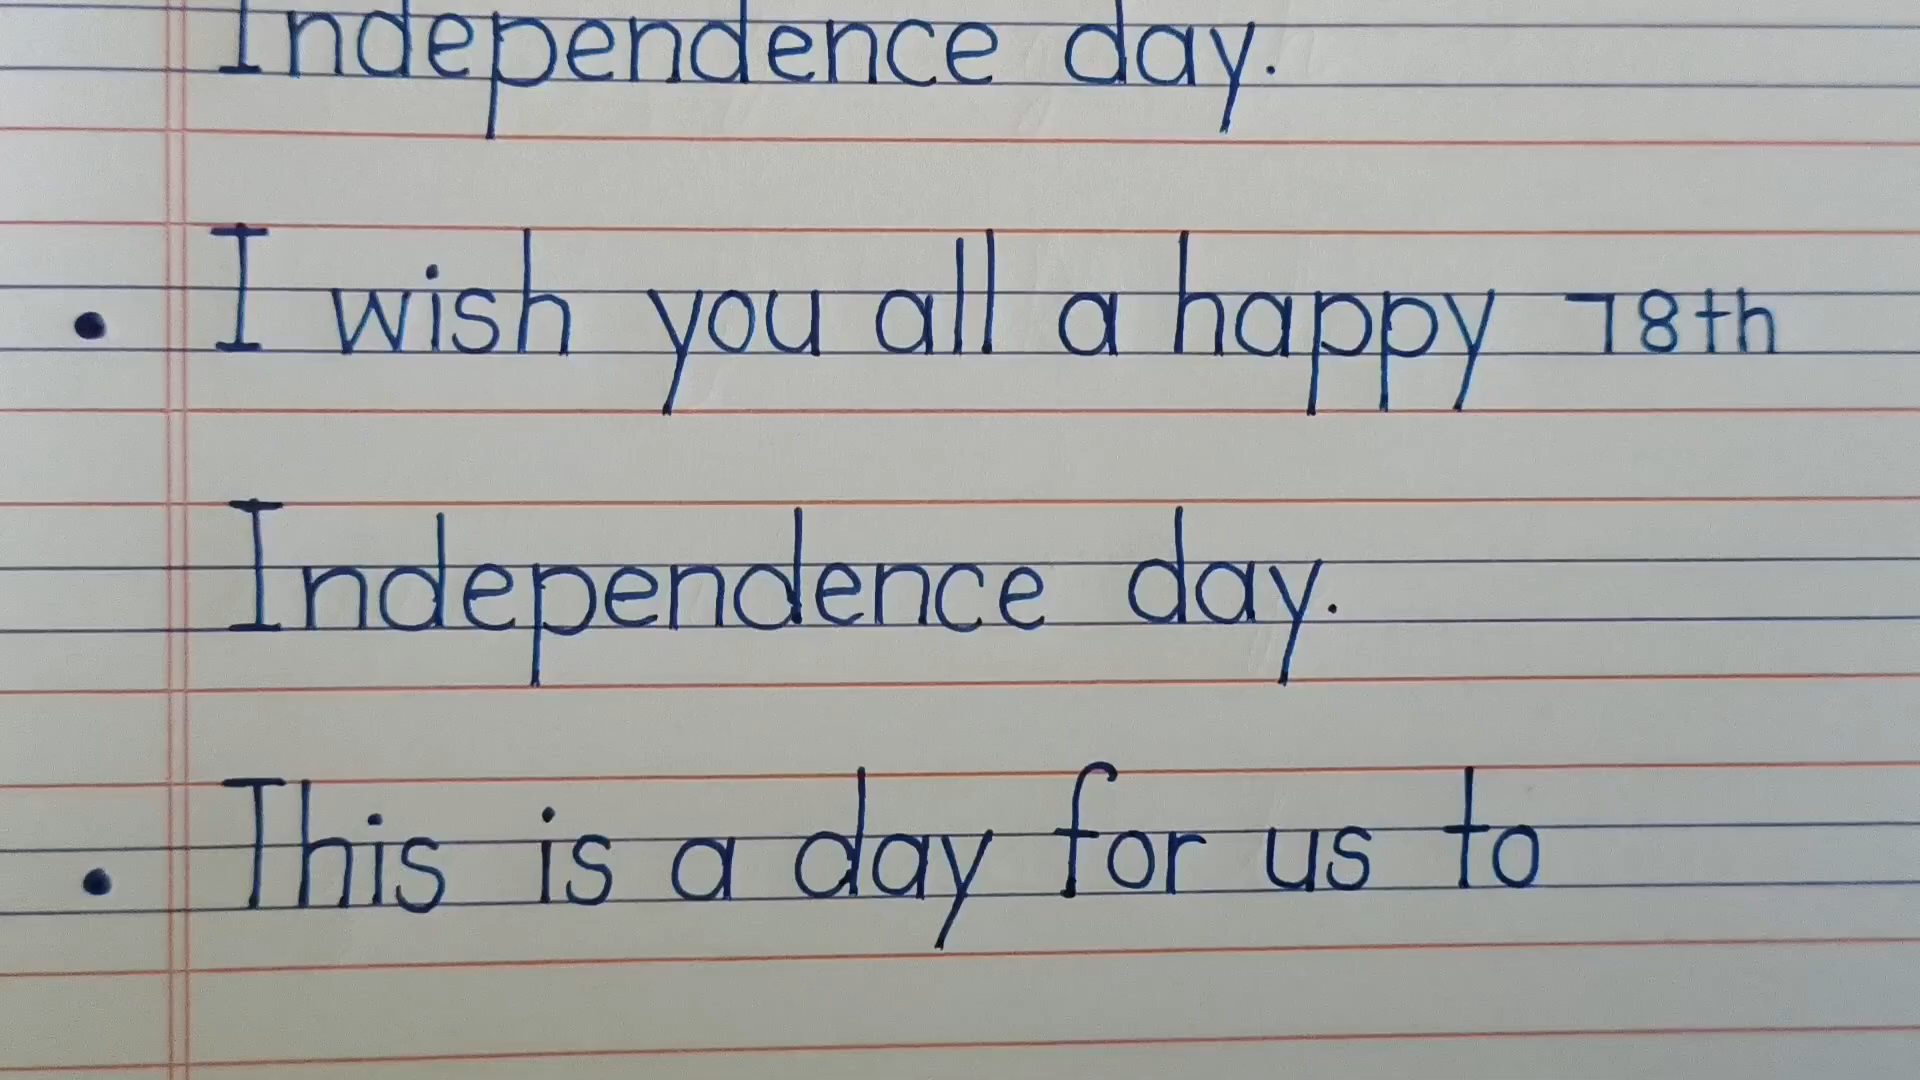 Independence day.
• I wish you all a happy 78th
Independence day.
• This is a day for us to